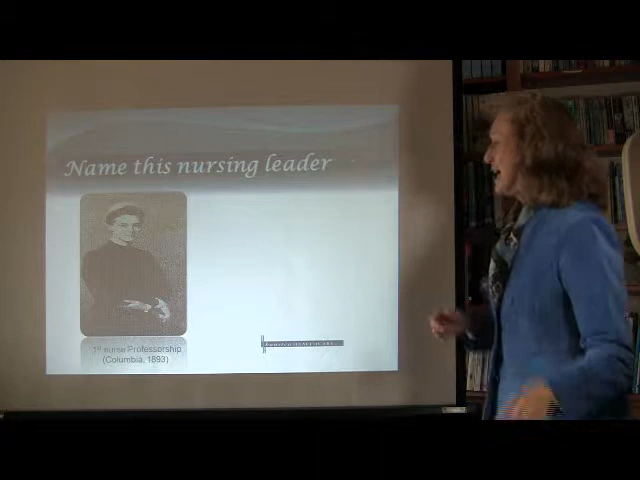 Name this nursing leader
1st nurse Professorship
(Columbia, 1893)